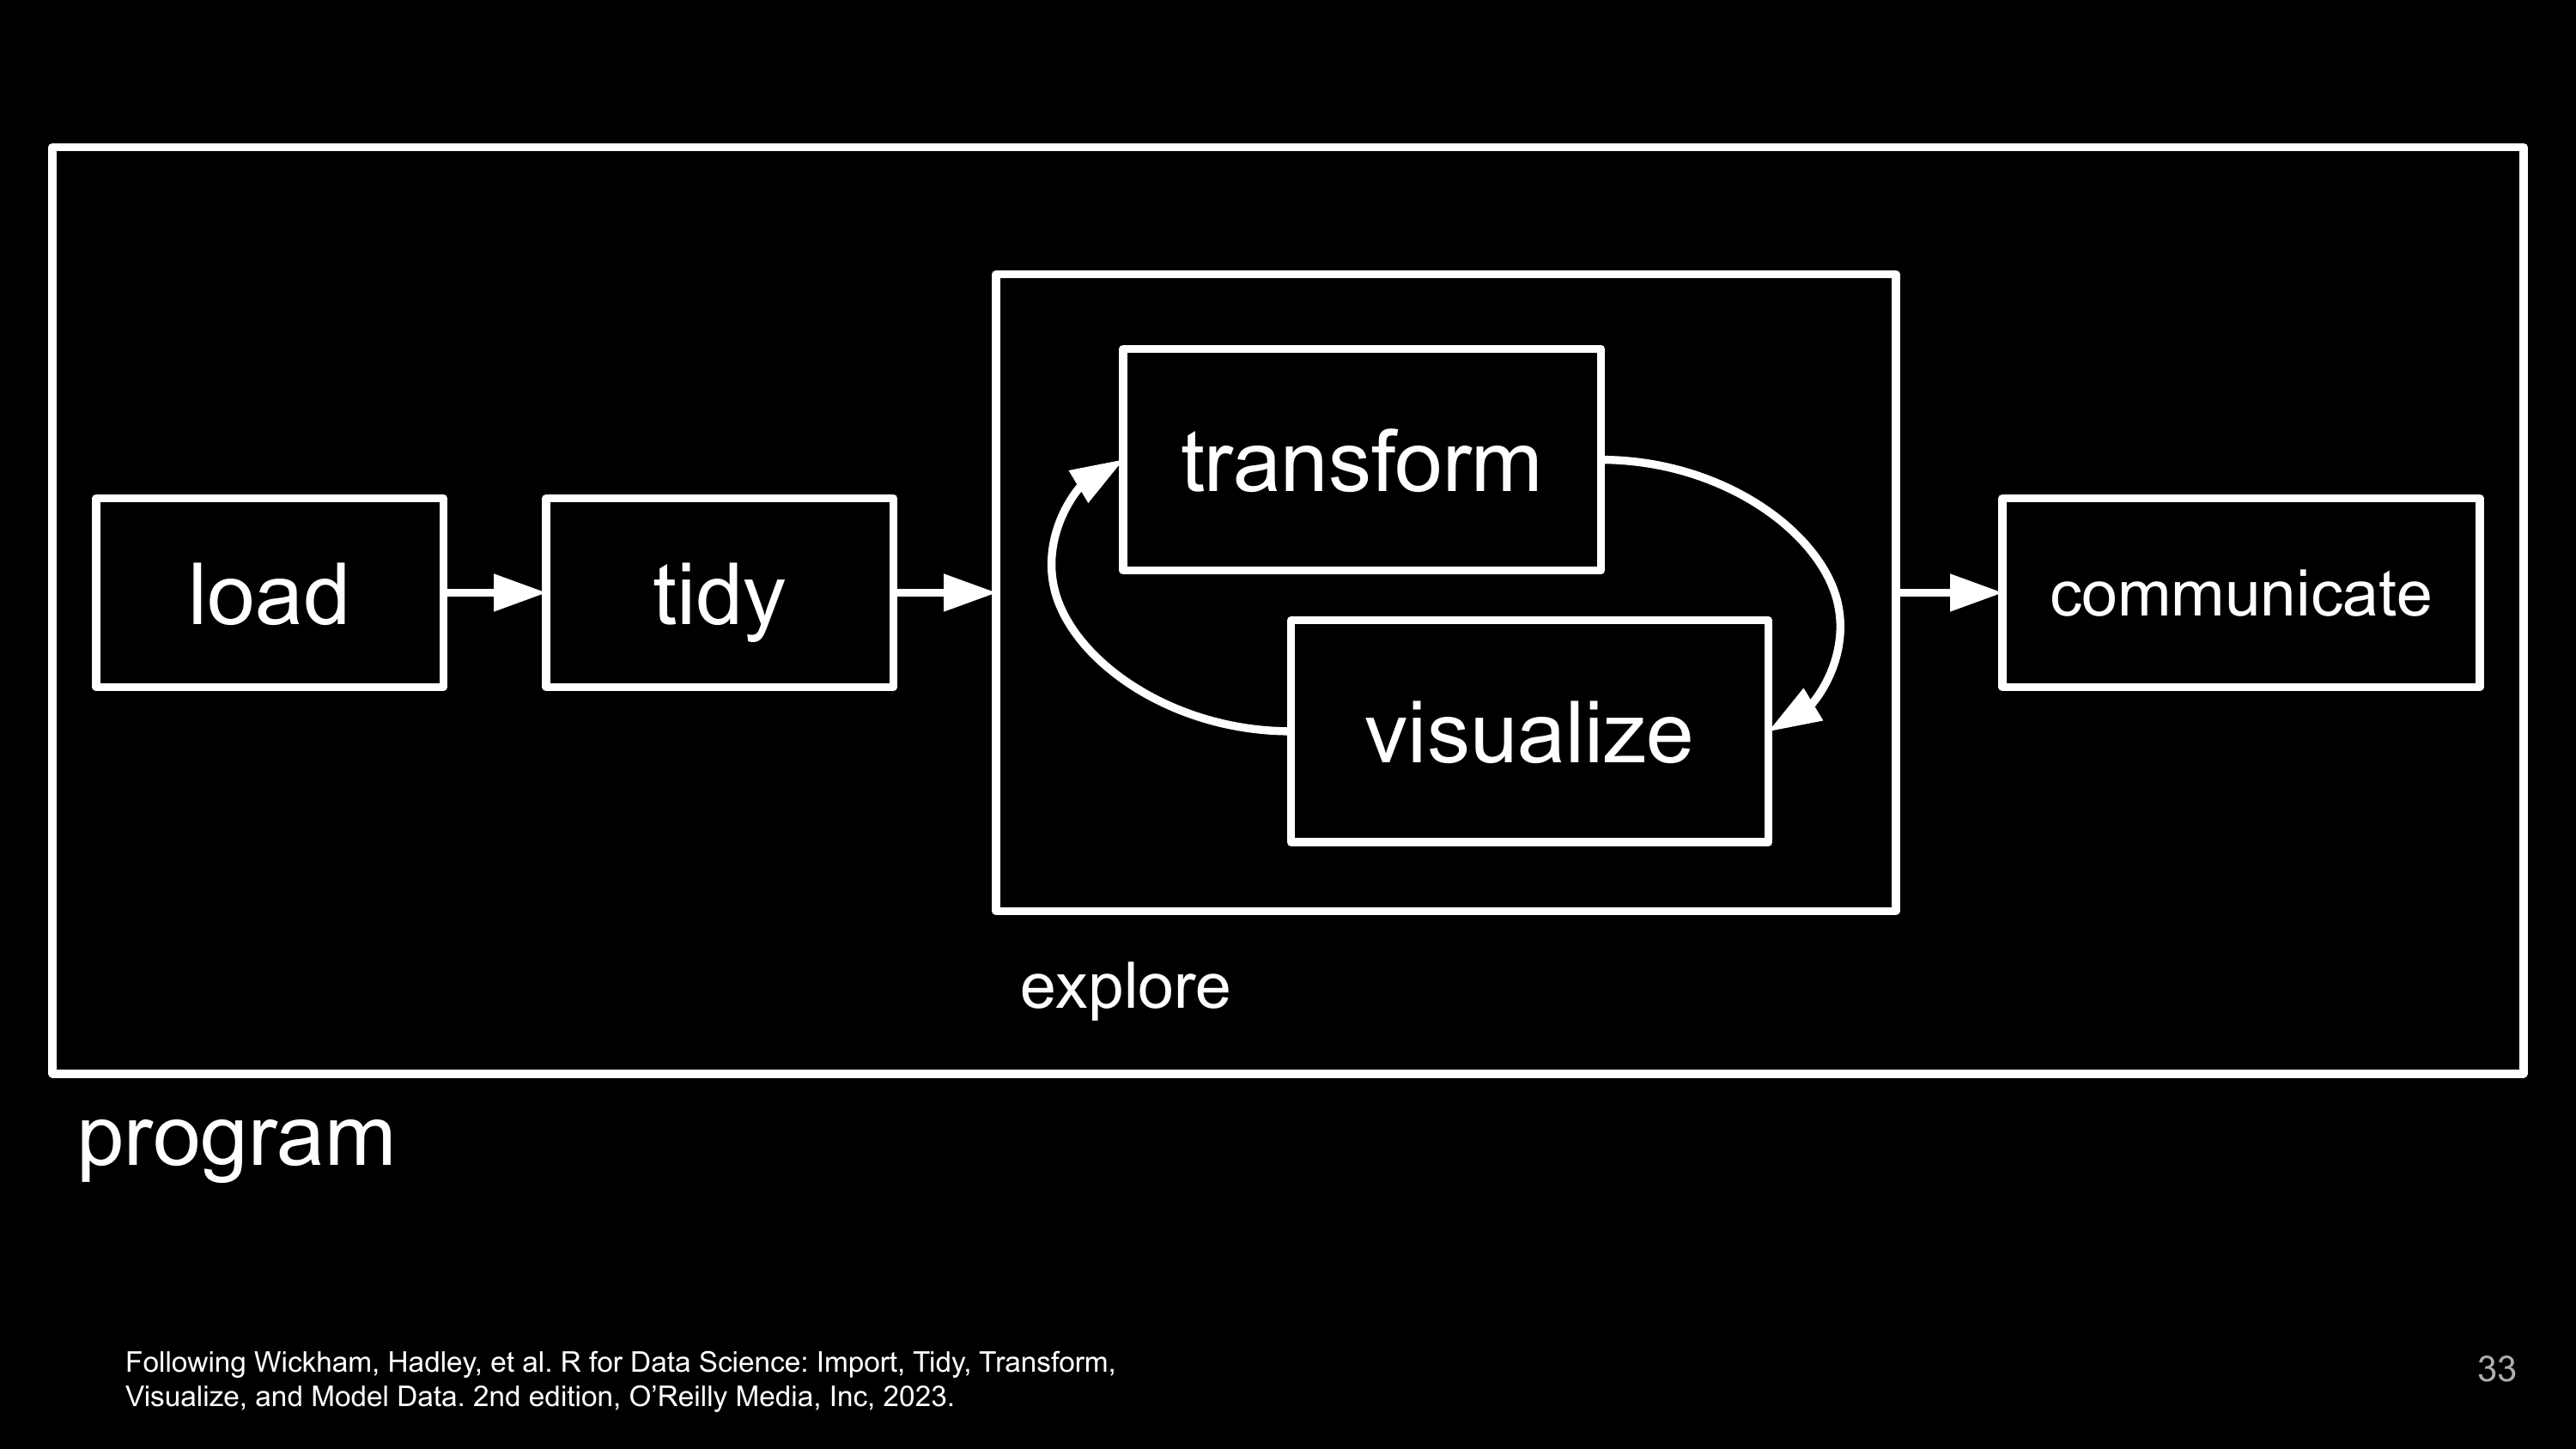 load
tidy
transform
visualize
communicate
explore
program
Following Wickham, Hadley, et al. R for Data Science: Import, Tidy, Transform,
Visualize, and Model Data. 2nd edition, O’Reilly Media, Inc, 2023.
33